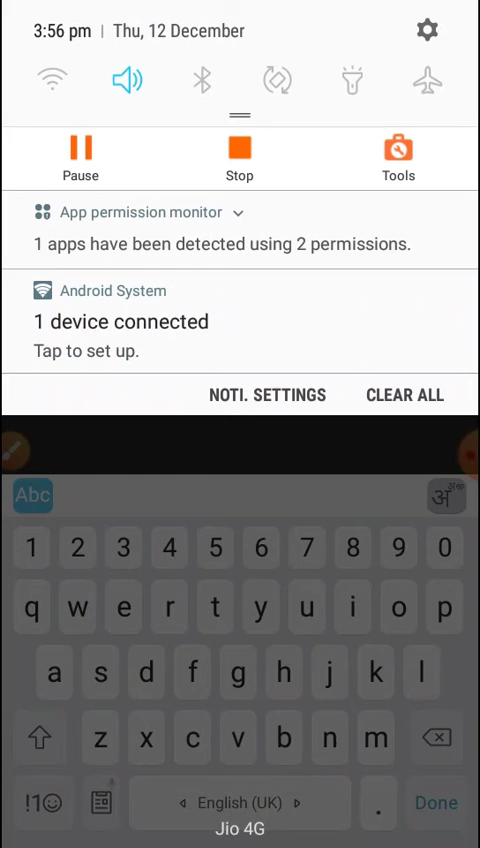 3:56 pm | Thu, 12 December
Pause Stop Tools
App permission monitor
1 apps have been detected using 2 permissions.
Android System
1 device connected
Tap to set up.
NOTI. SETTINGS CLEAR ALL
Abc अ
1 2 3 4 5 6 7 8 9 0
q w e r t y u i o p
a s d f g h j k l
z x c v b n m
!1☺ English (UK) . Done
Jio 4G